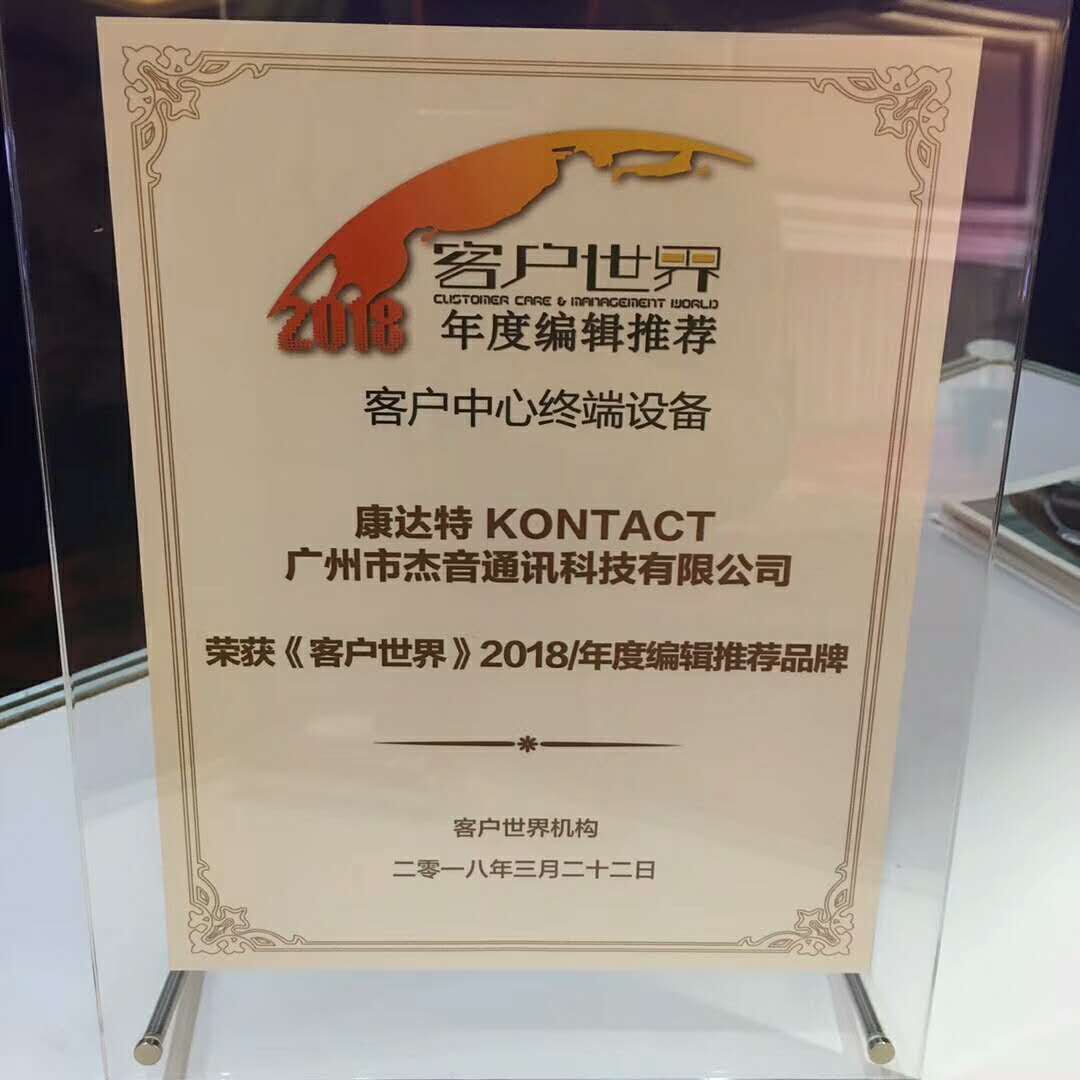 客户世界
CUSTOMER CARE & MANAGEMENT WORLD
2018 年度编辑推荐
客户中心终端设备
康达特 KONTACT
广州市杰音通讯科技有限公司
荣获《客户世界》2018/年度编辑推荐品牌
客户世界机构
二零一八年三月二十二日